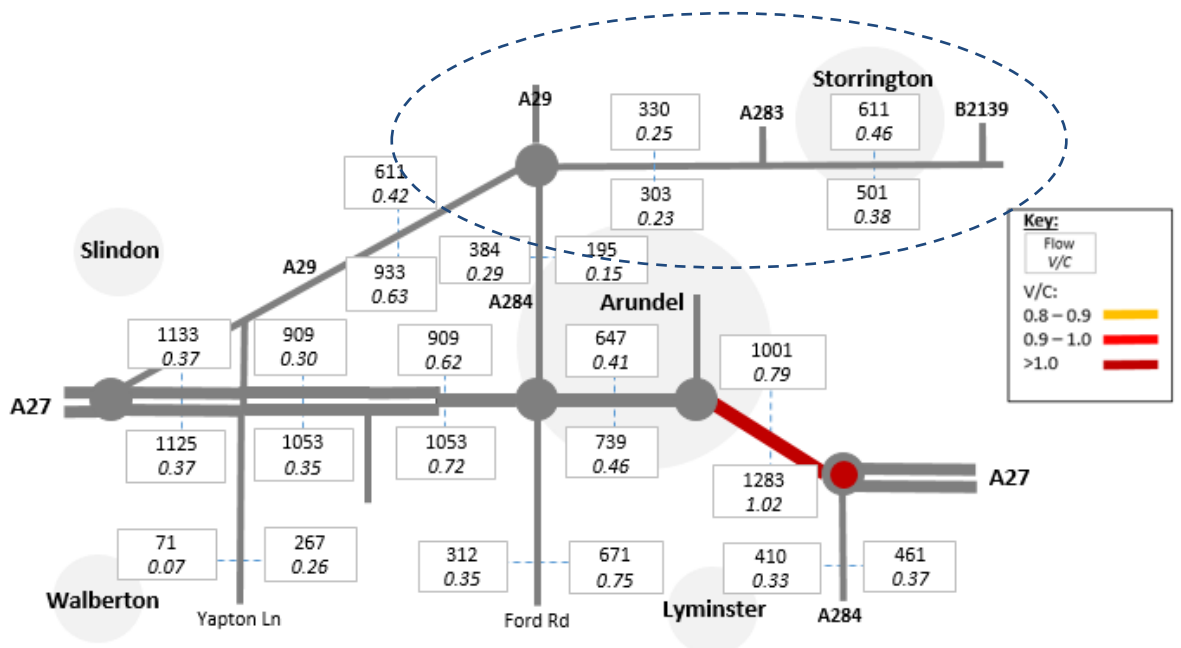 Storrington
A29
330
0.25
A283
611
0.46
B2139
611
0.42
303
0.23
501
0.38
Key:
Flow
V/C
V/C:
0.8 – 0.9
0.9 – 1.0
>1.0
Slindon
A29
933
0.63
384
0.29
195
0.15
A284
Arundel
1133
0.37
909
0.30
909
0.62
647
0.41
1001
0.79
A27
1125
0.37
1053
0.35
1053
0.72
739
0.46
1283
1.02
A27
71
0.07
267
0.26
312
0.35
671
0.75
410
0.33
461
0.37
Walberton
Yapton Ln
Ford Rd
Lyminster
A284